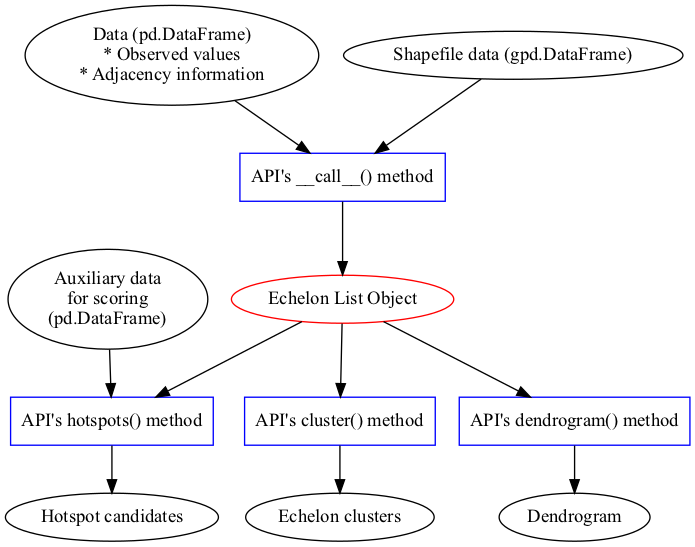 Data (pd.DataFrame)
* Observed values
* Adjacency information
Shapefile data (gpd.DataFrame)
API's __call__() method
Auxiliary data
for scoring
(pd.DataFrame)
Echelon List Object
API's hotspots() method
API's cluster() method
API's dendrogram() method
Hotspot candidates
Echelon clusters
Dendrogram